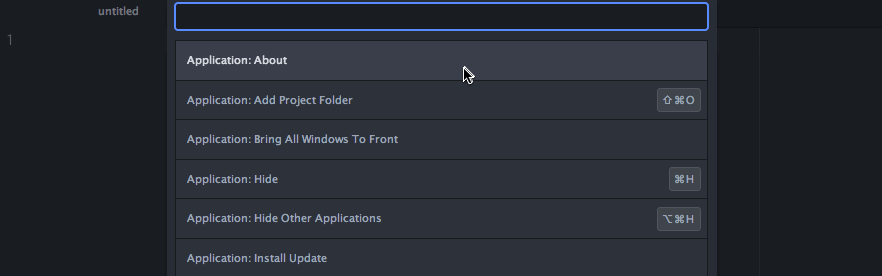 untitled
1
Application: About
Application: Add Project Folder ⇧⌘O
Application: Bring All Windows To Front
Application: Hide ⌘H
Application: Hide Other Applications ⌥⌘H
Application: Install Update